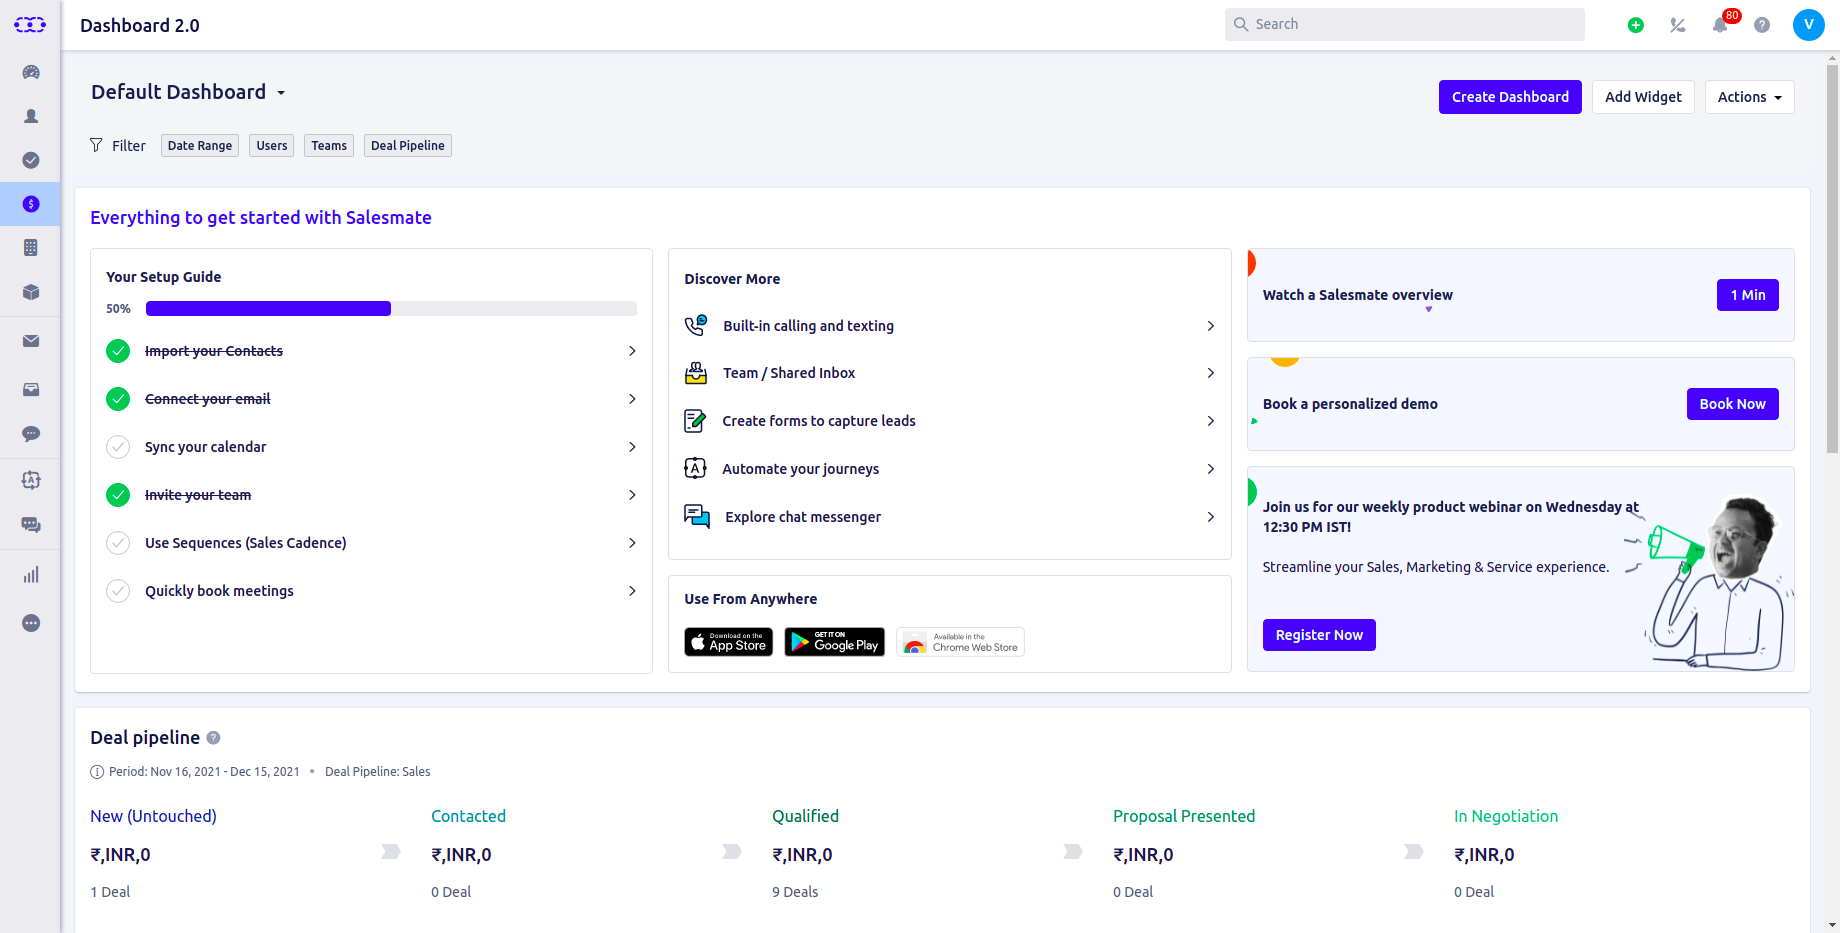 Dashboard 2.0
Search
80
?
V
Default Dashboard
Create Dashboard
Add Widget
Actions
Filter
Date Range
Users
Teams
Deal Pipeline
$
Everything to get started with Salesmate
Your Setup Guide
50%
Import your Contacts
Connect your email
Sync your calendar
Invite your team
Use Sequences (Sales Cadence)
Quickly book meetings
Discover More
Built-in calling and texting
Team / Shared Inbox
Create forms to capture leads
A
Automate your journeys
Explore chat messenger
Use From Anywhere
Download on the
App Store
GET IT ON
Google Play
Available in the
Chrome Web Store
Watch a Salesmate overview
1 Min
Book a personalized demo
Book Now
Join us for our weekly product webinar on Wednesday at
12:30 PM IST!
Streamline your Sales, Marketing & Service experience.
Register Now
A
Deal pipeline
?
Period: Nov 16, 2021 - Dec 15, 2021 • Deal Pipeline: Sales
New (Untouched)
₹,INR,0
1 Deal
Contacted
₹,INR,0
0 Deal
Qualified
₹,INR,0
9 Deals
Proposal Presented
₹,INR,0
0 Deal
In Negotiation
₹,INR,0
0 Deal